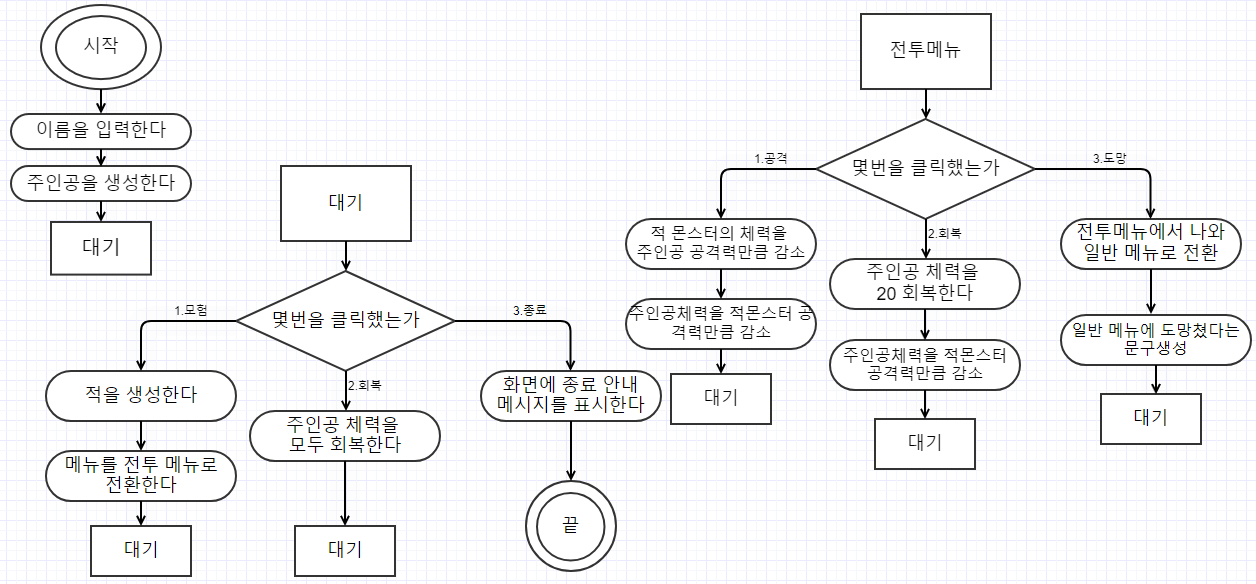 시작
이름을 입력한다
주인공을 생성한다
대기
대기
몇번을 클릭했는가
1.모험
적을 생성한다
메뉴를 전투 메뉴로
전환한다
대기
2.회복
주인공 체력을
모두 회복한다
대기
3.종료
화면에 종료 안내
메시지를 표시한다
끝
전투메뉴
몇번을 클릭했는가
1.공격
적 몬스터의 체력을
주인공 공격력만큼 감소
주인공체력을 적몬스터 공
격력만큼 감소
대기
2.회복
주인공 체력을
20 회복한다
주인공체력을 적몬스터
공격력만큼 감소
대기
3.도망
전투메뉴에서 나와
일반 메뉴로 전환
일반 메뉴에 도망쳤다는
문구생성
대기